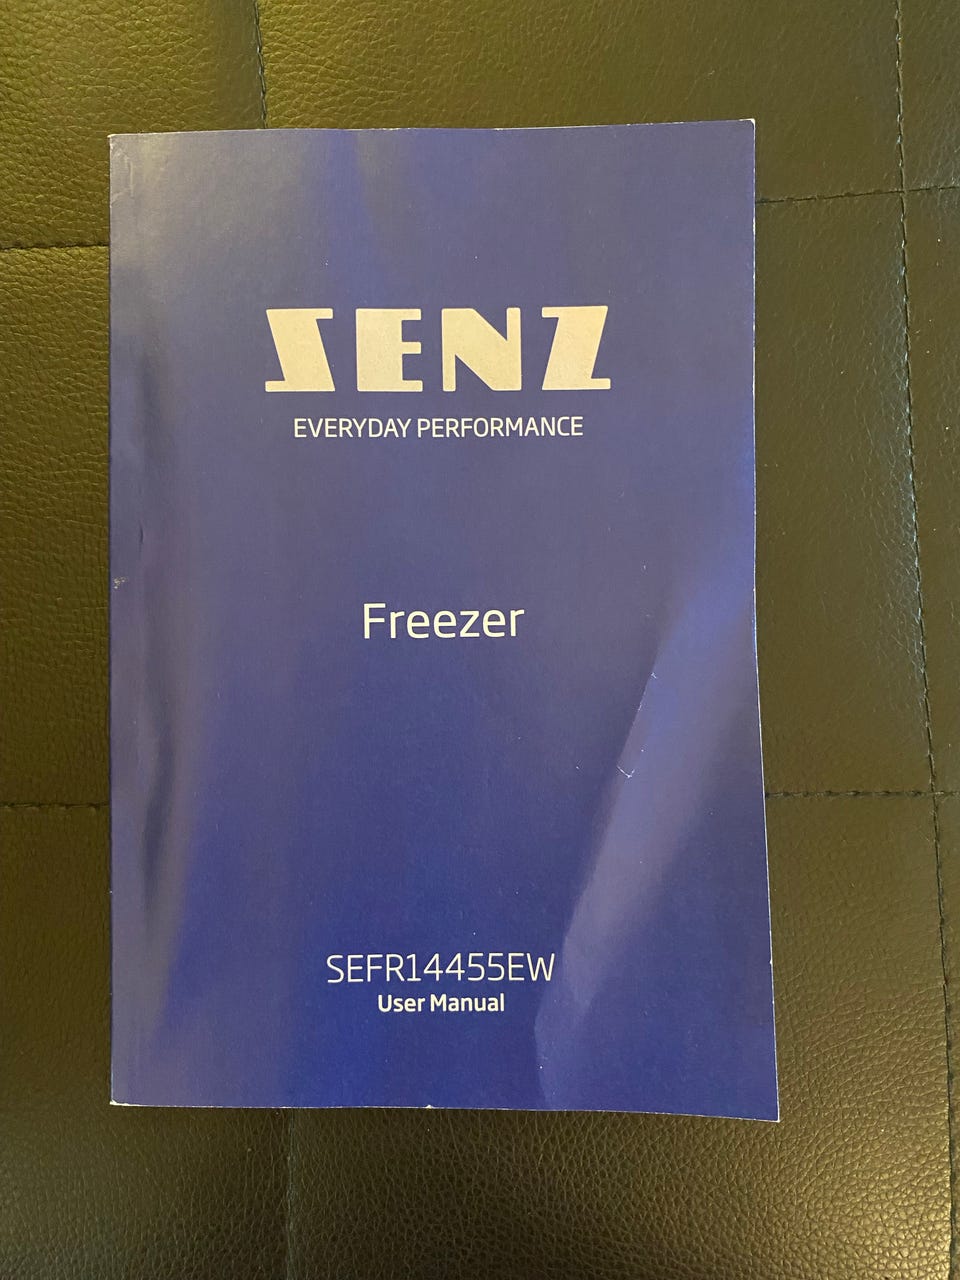 SENZ
EVERYDAY PERFORMANCE
Freezer
SEFR14455EW
User Manual